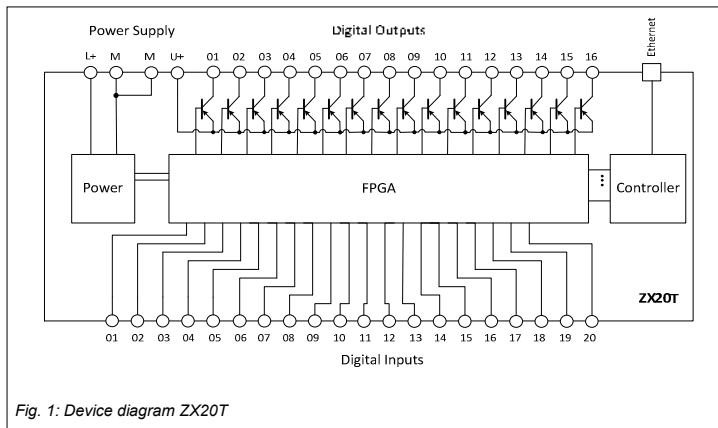 Power Supply Digital Outputs
Ethernet
L+ M M U+ 01 02 03 04 05 06 07 08 09 10 11 12 13 14 15 16
Power FPGA Controller
ZX20T
01 02 03 04 05 06 07 08 09 10 11 12 13 14 15 16 17 18 19 20
Digital Inputs
Fig. 1: Device diagram ZX20T